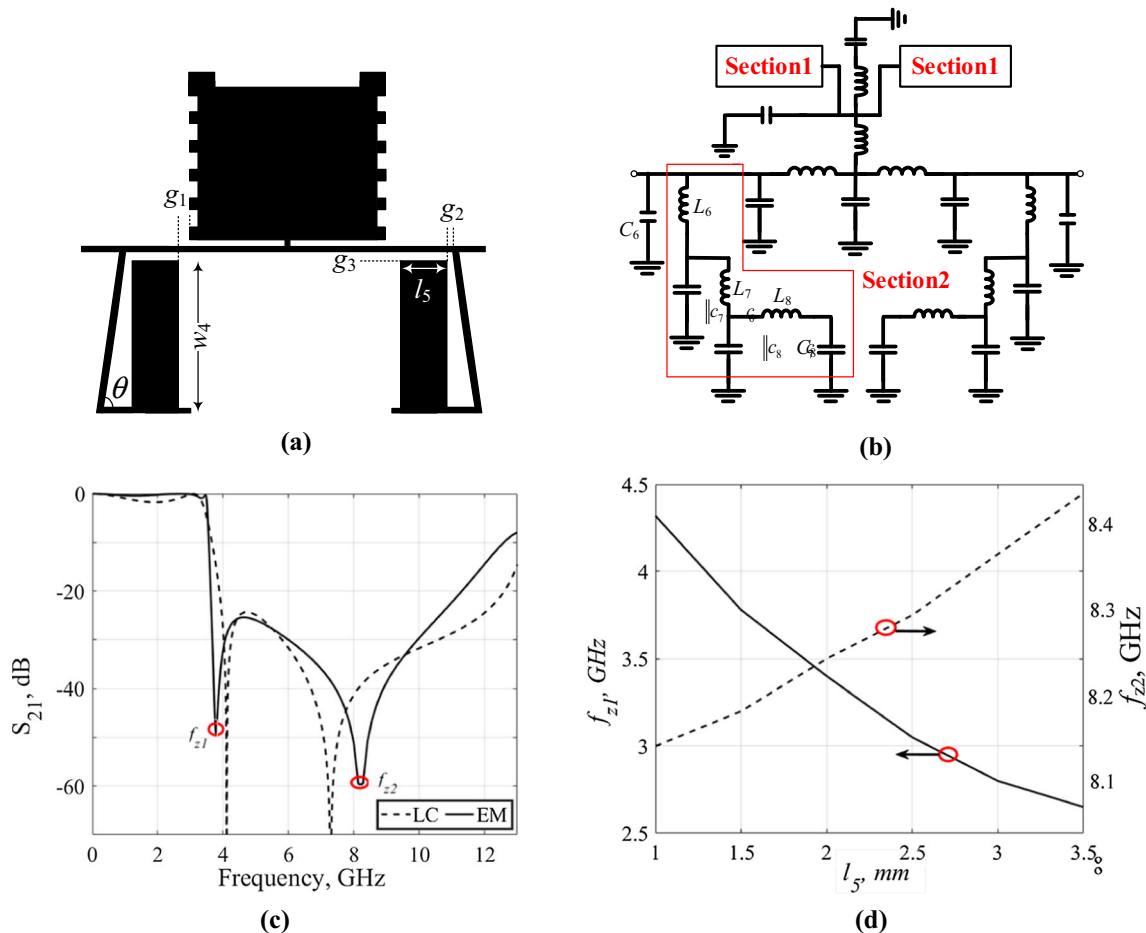 g1
g2
g3
l5
w4
θ
(a)
Section1
Section1
L6
C6
Section2
L7
L8
||c7
||c8
(b)
0
-20
-40
-60
S21, dB
fz1
fz2
LC
EM
0
2
4
6
8
10
12
Frequency, GHz
(c)
4.5
4
3.5
3
2.5
fz1, GHz
8.4
8.3
8.2
8.1
fz2, GHz
1
1.5
2
2.5
3
3.5
l5, mm
(d)